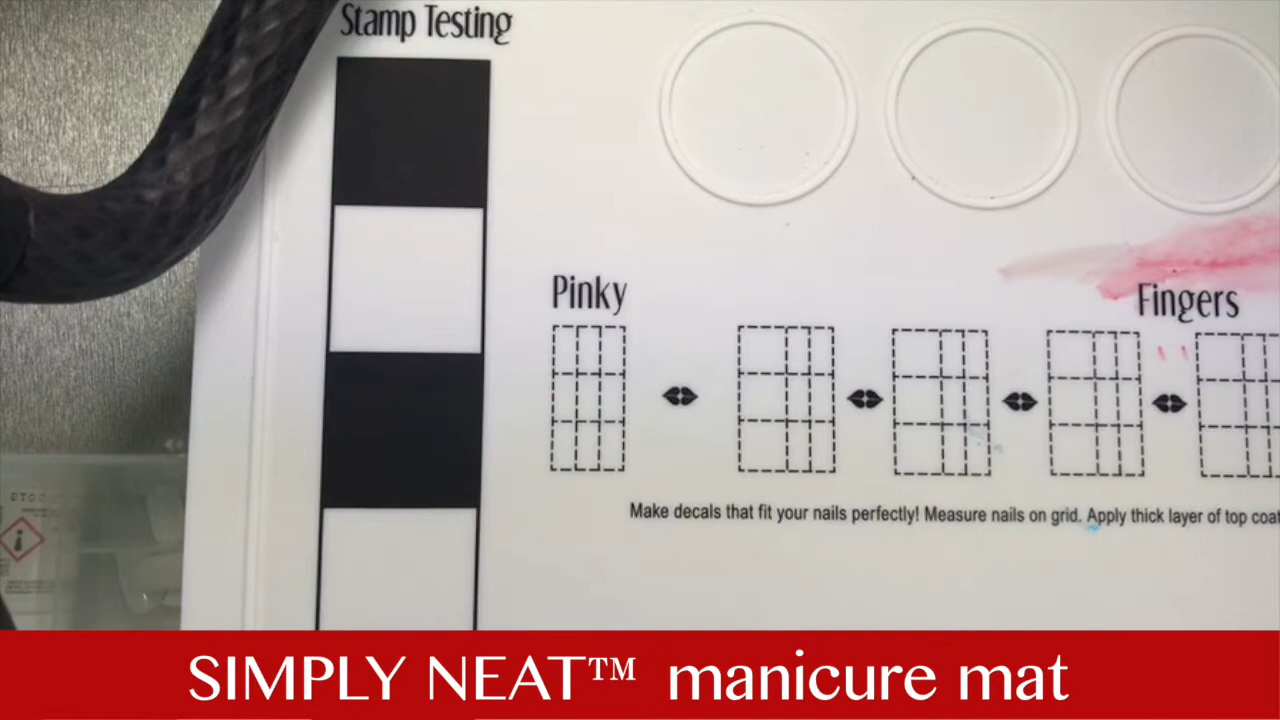 Stamp Testing
Pinky
Fingers
Make decals that fit your nails perfectly! Measure nails on grid. Apply thick layer of top coat
SIMPLY NEAT™ manicure mat